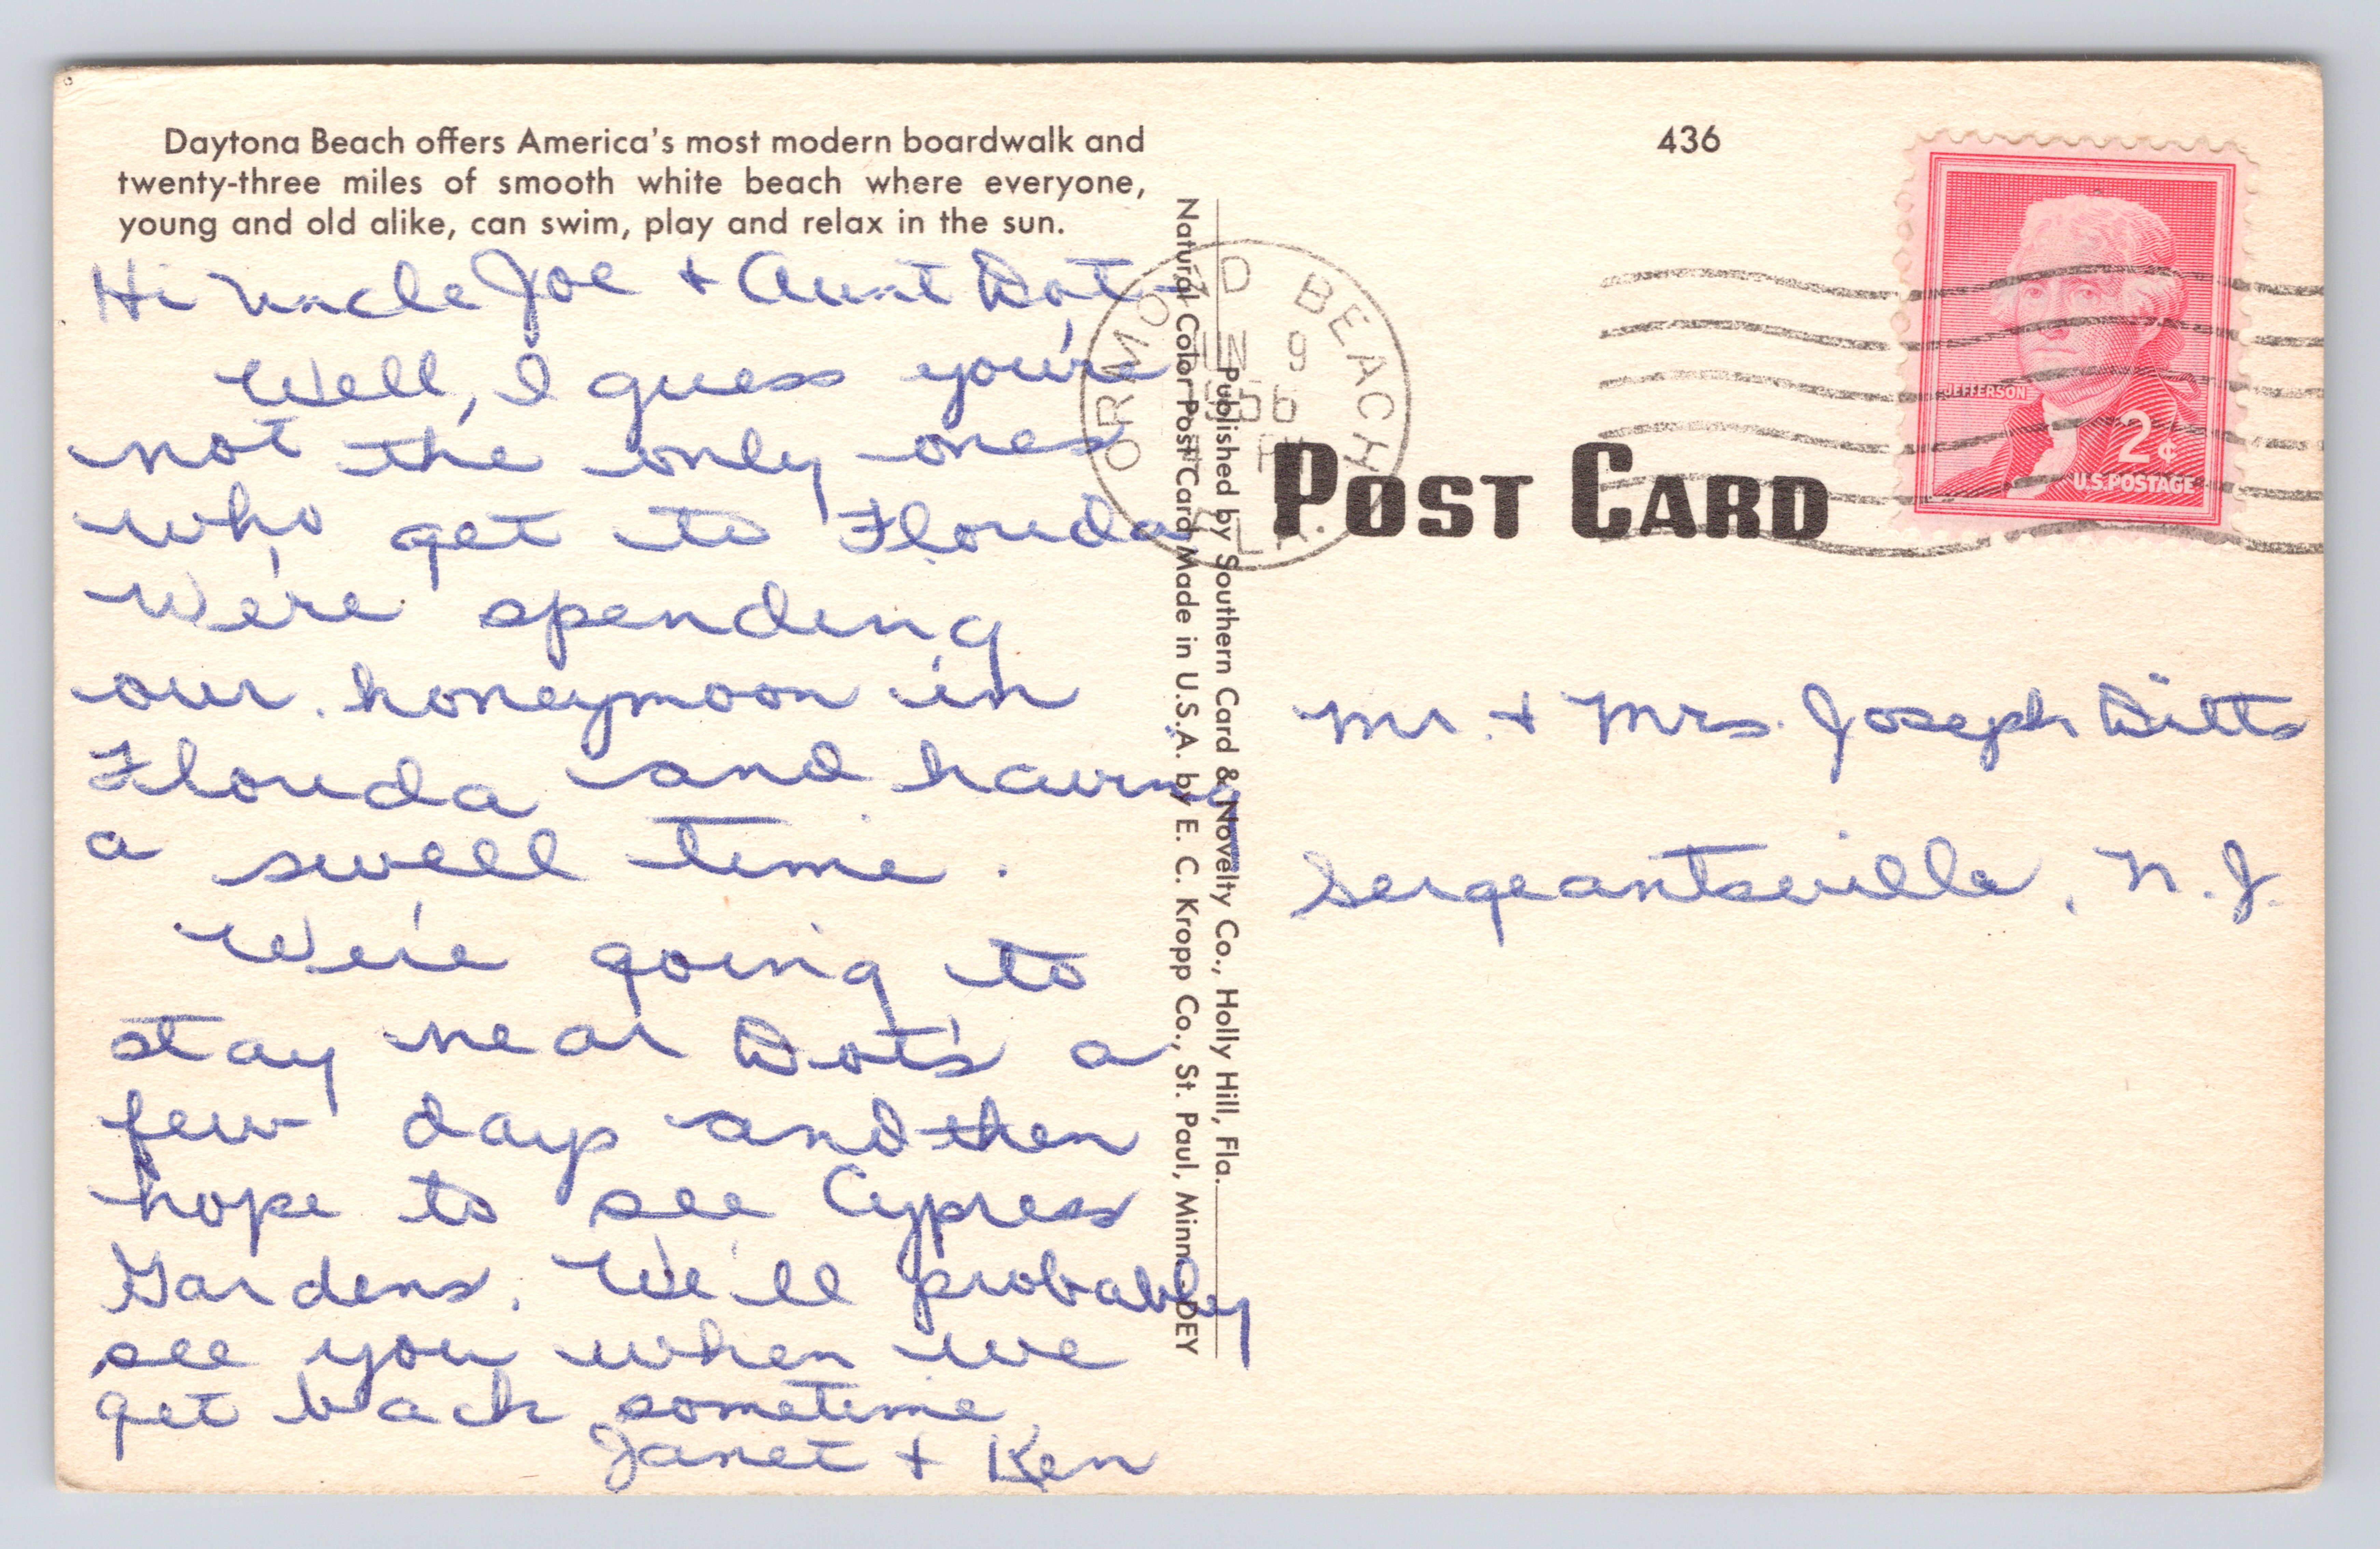 Daytona Beach offers America's most modern boardwalk and
twenty-three miles of smooth white beach where everyone,
young and old alike, can swim, play and relax in the sun.
Hi Uncle Joe + Aunt Dot -
Well, I guess you're
not the only ones
who get to Florida
We're spending
our honeymoon in
Florida and having
a swell time.
We're going to
stay near Dot's a
few days and then
hope to see Cypress
Gardens. We'll probably
see you when we
get back sometime,
Janet + Ken
Natural Color Post Card Made in U.S.A. by E. C. Kropp Co., St. Paul, Minn. DEY
Published by Southern Card & Novelty Co., Holly Hill, Fla.
436
ORMOND BEACH
9
POST CARD
JEFFERSON
2¢
U.S. POSTAGE
Mr. + Mrs. Joseph
Sergeantsville, N.J.